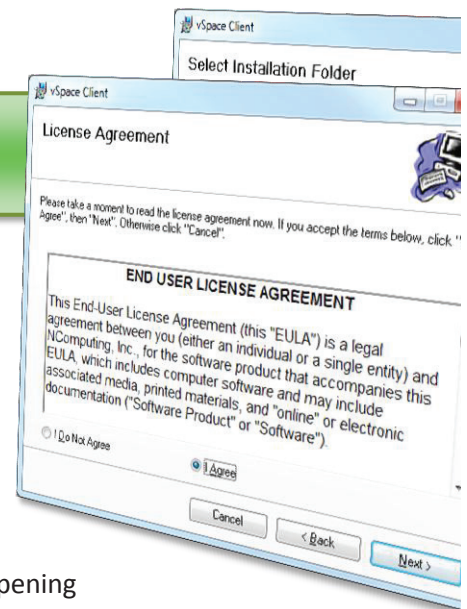 vSpace Client
Select Installation Folder
vSpace Client
License Agreement
Please take a moment to read the license agreement now. If you accept the terms below, click "I
Agree", then "Next". Otherwise click "Cancel".
END USER LICENSE AGREEMENT
This End-User License Agreement (this "EULA") is a legal
agreement between you (either an individual or a single entity) and
NComputing, Inc., for the software product that accompanies this
EULA, which includes computer software and may include
associated media, printed materials, and "online" or electronic
documentation ("Software Product" or "Software").
I Do Not Agree
I Agree
Cancel
< Back
Next >
pening